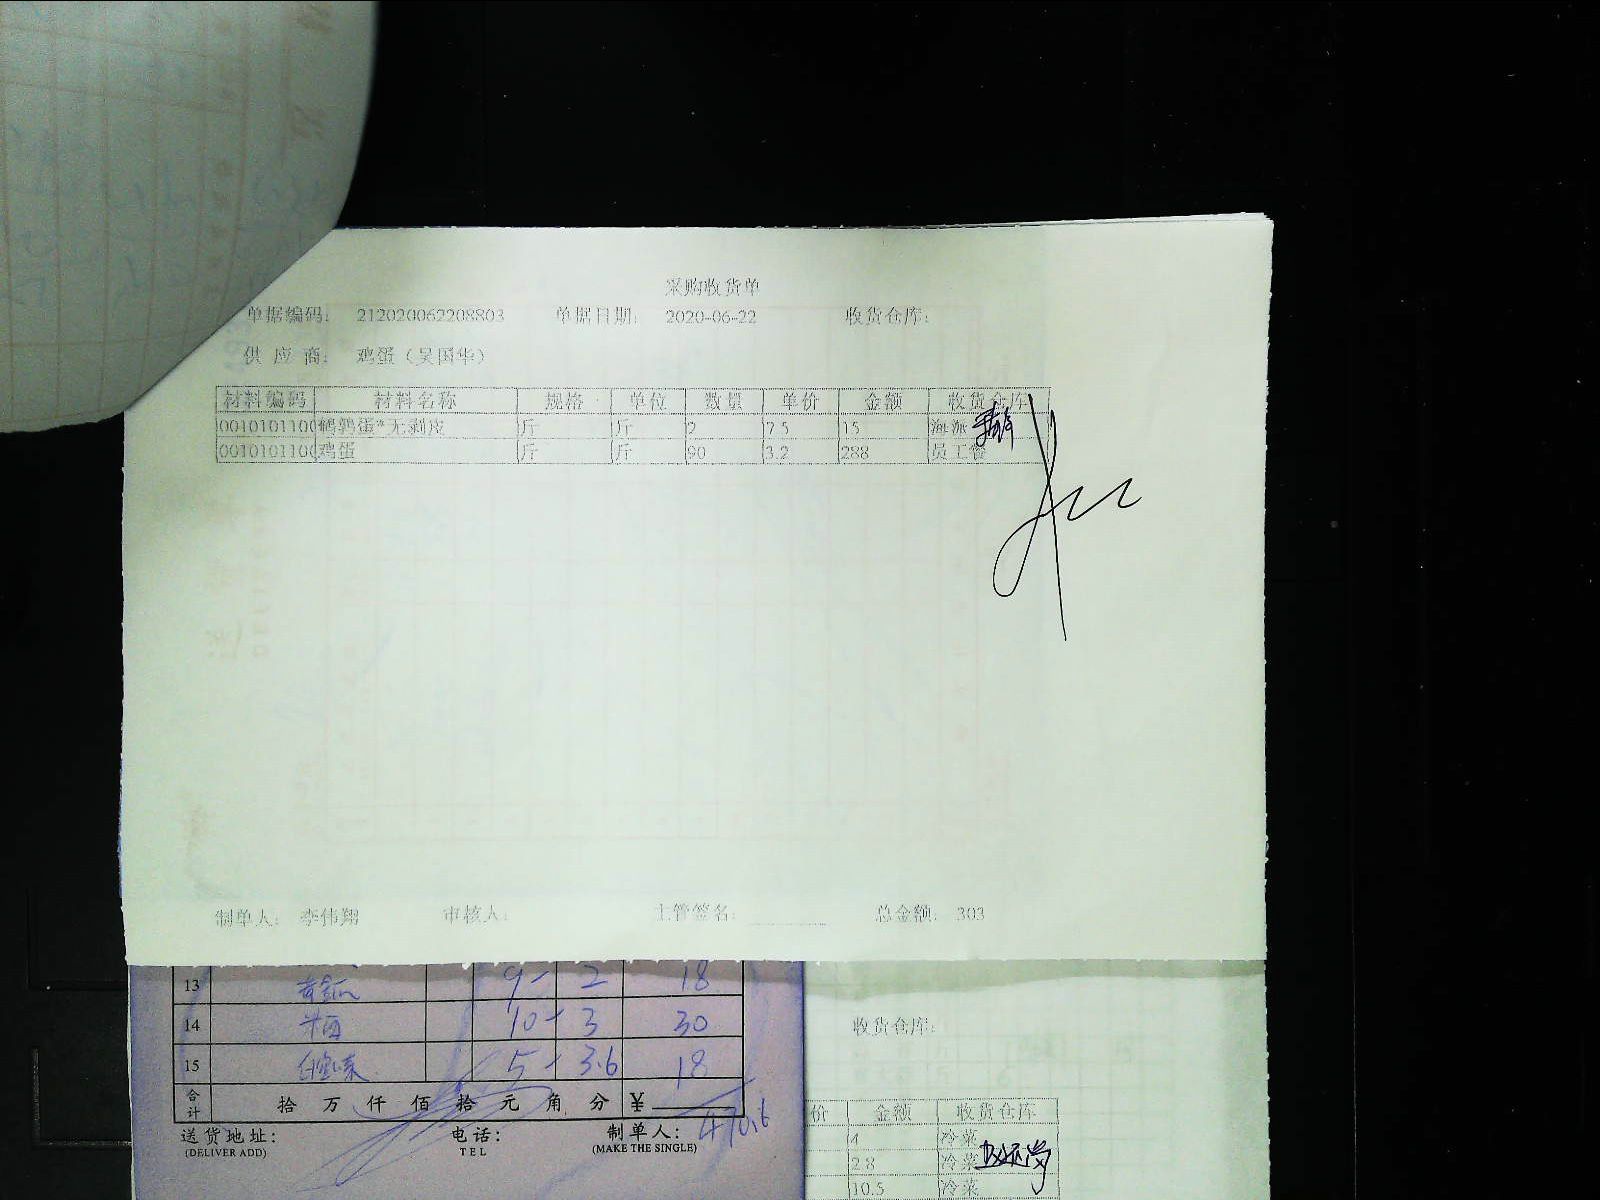 采购收货单
单据编码： 212020062208803 单据日期： 2020-06-22 收货仓库：
供 应 商： 鸡蛋（吴国华）
材料编码 材料名称 规格 单位 数量 单价 金额 收货仓库
0010101100 鹌鹑蛋*无剥皮 斤 斤 2 7.5 15 海派
0010101100 鸡蛋 斤 斤 90 3.2 288 员工餐
制单人： 李伟翔 审核人： 主管签名： 总金额： 303
13 9- 2 18
14 10- 3 30
15 5- 3.6 18
合计 拾 万 仟 佰 拾 元 角 分 ¥
470.6
送货地址： 电话： 制单人：
(DELIVER ADD) TEL (MAKE THE SINGLE)
收货仓库：
价 金额 收货仓库
4 冷菜
2.8 冷菜
10.5 冷菜